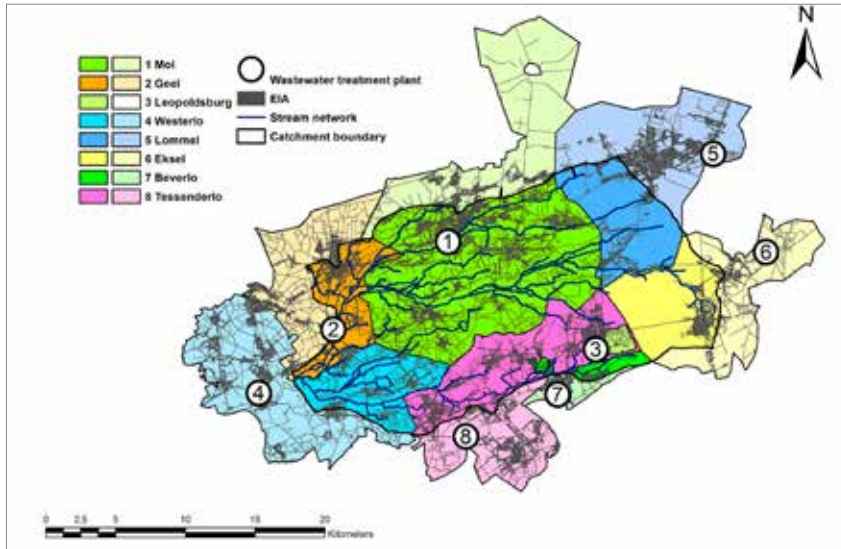 N
1 Mol
2 Geel
3 Leopoldsburg
4 Westerlo
5 Lommel
6 Eksel
7 Beverlo
8 Tessenderlo
Wastewater treatment plant
EIA
Stream network
Catchment boundary
5
1
6
2
3
4
7
8
0 2,5 5 10 15 20
Kilometers